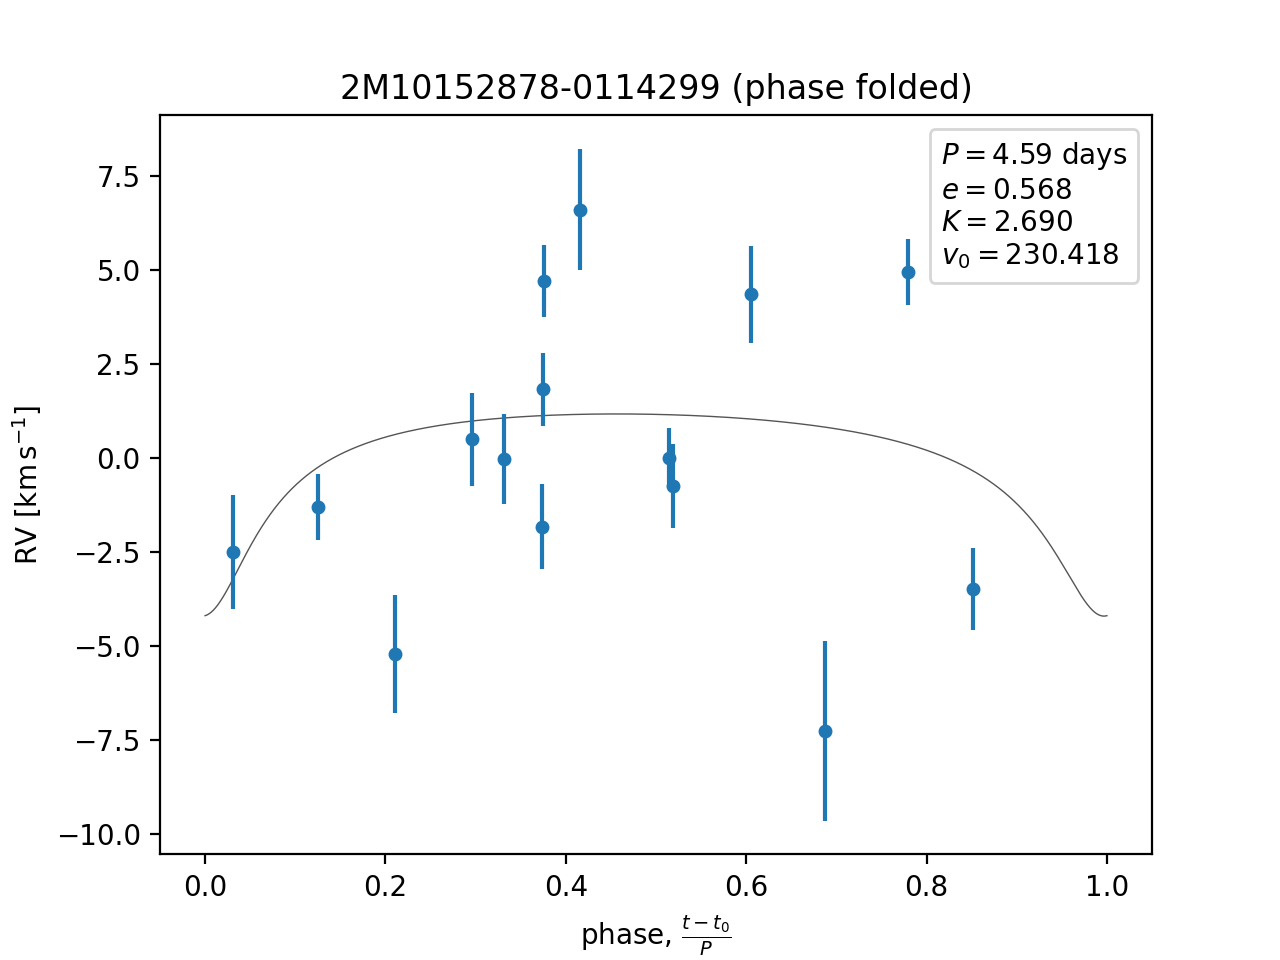 2M10152878-0114299 (phase folded)
P = 4.59 days
e = 0.568
K = 2.690
v₀ = 230.418
RV [km s⁻¹]
7.5
5.0
2.5
0.0
−2.5
−5.0
−7.5
−10.0
0.0 0.2 0.4 0.6 0.8 1.0
phase, (t − t₀)/P